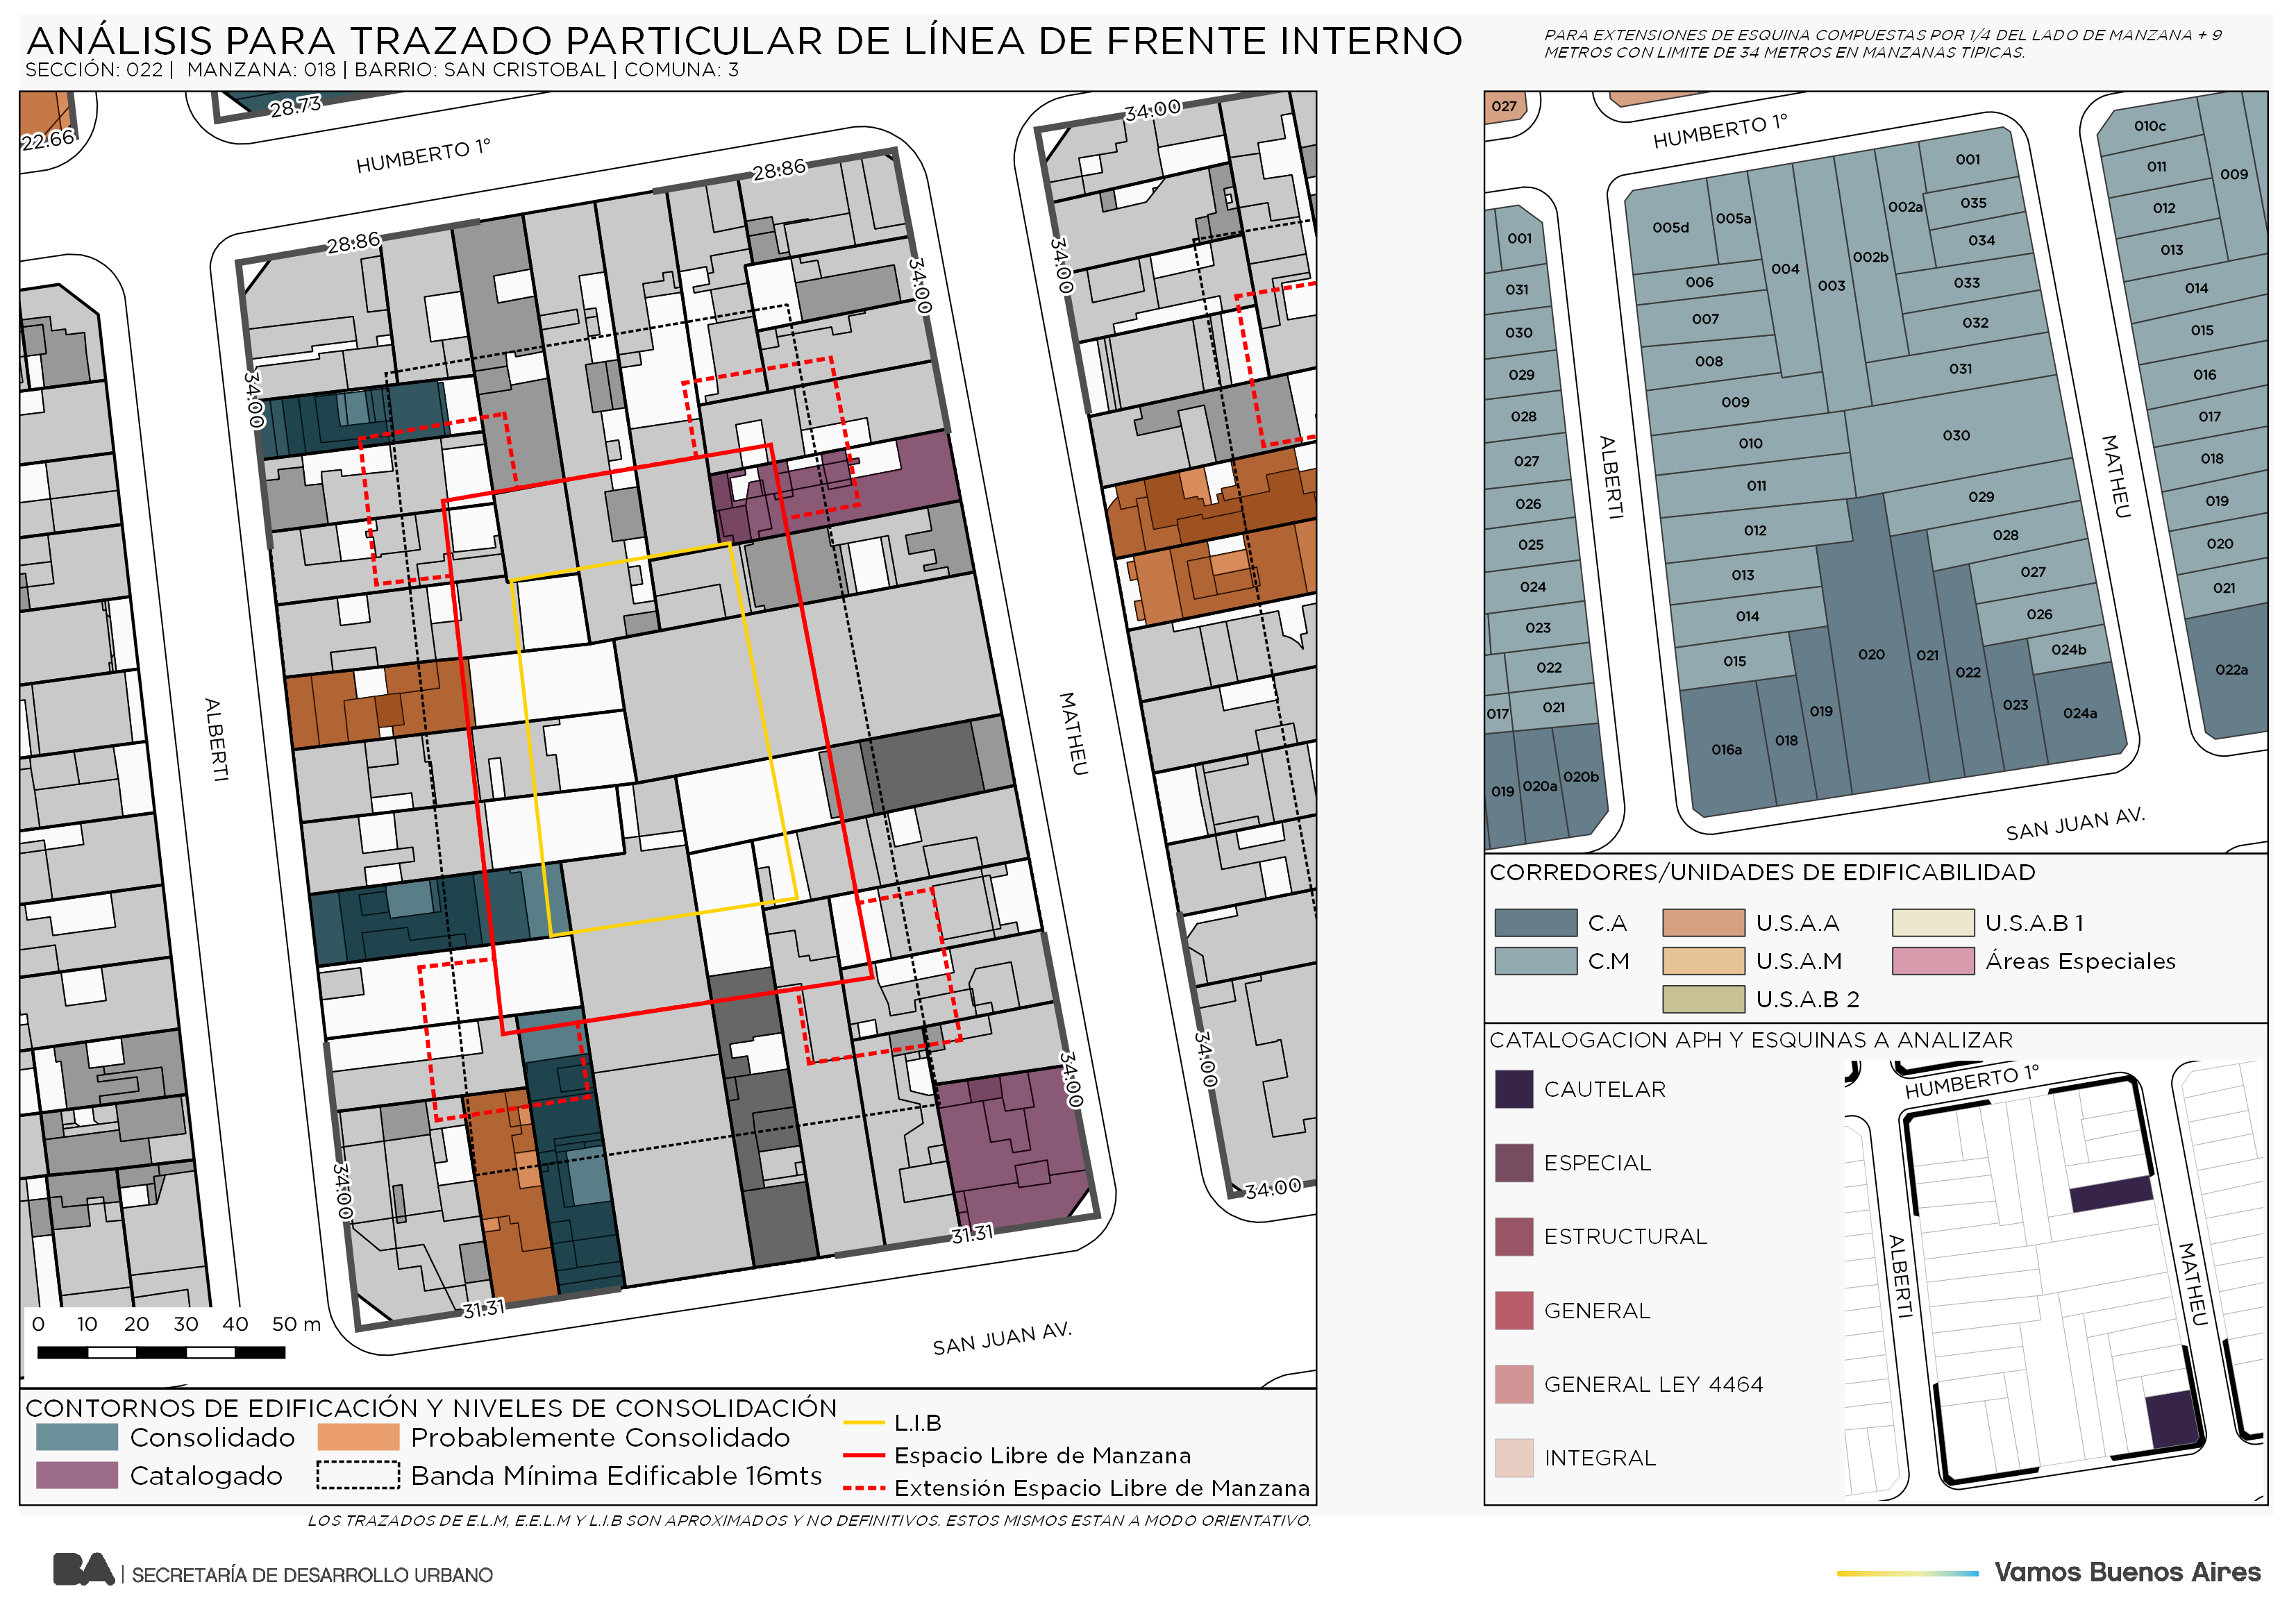 ANÁLISIS PARA TRAZADO PARTICULAR DE LÍNEA DE FRENTE INTERNO
SECCIÓN: 022 | MANZANA: 018 | BARRIO: SAN CRISTOBAL | COMUNA: 3
PARA EXTENSIONES DE ESQUINA COMPUESTAS POR 1/4 DEL LADO DE MANZANA + 9
METROS CON LIMITE DE 34 METROS EN MANZANAS TIPICAS.
22.66
28.73
HUMBERTO 1°
28.86
28.86
34.00
34.00
34.00
34.00
ALBERTI
MATHEU
34.00
34.00
34.00
34.00
31.31
31.31
SAN JUAN AV.
0 10 20 30 40 50 m
CONTORNOS DE EDIFICACIÓN Y NIVELES DE CONSOLIDACIÓN
Consolidado
Probablemente Consolidado
Catalogado
Banda Mínima Edificable 16mts
L.I.B
Espacio Libre de Manzana
Extensión Espacio Libre de Manzana
LOS TRAZADOS DE E.L.M, E.E.L.M Y L.I.B SON APROXIMADOS Y NO DEFINITIVOS. ESTOS MISMOS ESTAN A MODO ORIENTATIVO.
027
HUMBERTO 1°
ALBERTI
MATHEU
SAN JUAN AV.
001
031
030
029
028
027
026
025
024
023
022
021
017
019
020a
020b
005d
005a
004
003
002b
002a
001
035
034
033
032
031
030
029
028
027
026
024b
024a
023
022
021
020
019
018
016a
015
014
013
012
011
010
009
008
007
006
010c
011
012
013
009
014
015
016
017
018
019
020
021
022a
CORREDORES/UNIDADES DE EDIFICABILIDAD
C.A
C.M
U.S.A.A
U.S.A.M
U.S.A.B 2
U.S.A.B 1
Áreas Especiales
CATALOGACION APH Y ESQUINAS A ANALIZAR
CAUTELAR
ESPECIAL
ESTRUCTURAL
GENERAL
GENERAL LEY 4464
INTEGRAL
HUMBERTO 1°
ALBERTI
MATHEU
BA | SECRETARÍA DE DESARROLLO URBANO
Vamos Buenos Aires